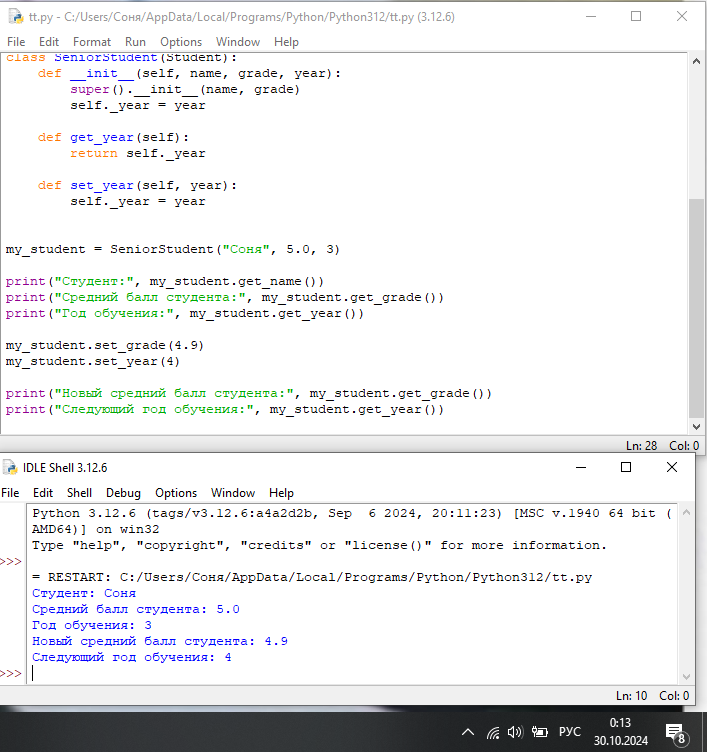 tt.py - C:/Users/Соня/AppData/Local/Programs/Python/Python312/tt.py (3.12.6)
File Edit Format Run Options Window Help
class SeniorStudent(Student):
    def __init__(self, name, grade, year):
        super().__init__(name, grade)
        self._year = year
    def get_year(self):
        return self._year
    def set_year(self, year):
        self._year = year
my_student = SeniorStudent("Соня", 5.0, 3)
print("Студент:", my_student.get_name())
print("Средний балл студента:", my_student.get_grade())
print("Год обучения:", my_student.get_year())
my_student.set_grade(4.9)
my_student.set_year(4)
print("Новый средний балл студента:", my_student.get_grade())
print("Следующий год обучения:", my_student.get_year())
Ln: 28 Col: 0
IDLE Shell 3.12.6
File Edit Shell Debug Options Window Help
Python 3.12.6 (tags/v3.12.6:a4a2d2b, Sep  6 2024, 20:11:23) [MSC v.1940 64 bit (
AMD64)] on win32
Type "help", "copyright", "credits" or "license()" for more information.
>>>
= RESTART: C:/Users/Соня/AppData/Local/Programs/Python/Python312/tt.py
Студент: Соня
Средний балл студента: 5.0
Год обучения: 3
Новый средний балл студента: 4.9
Следующий год обучения: 4
>>>
Ln: 10 Col: 0
РУС
0:13
30.10.2024
8